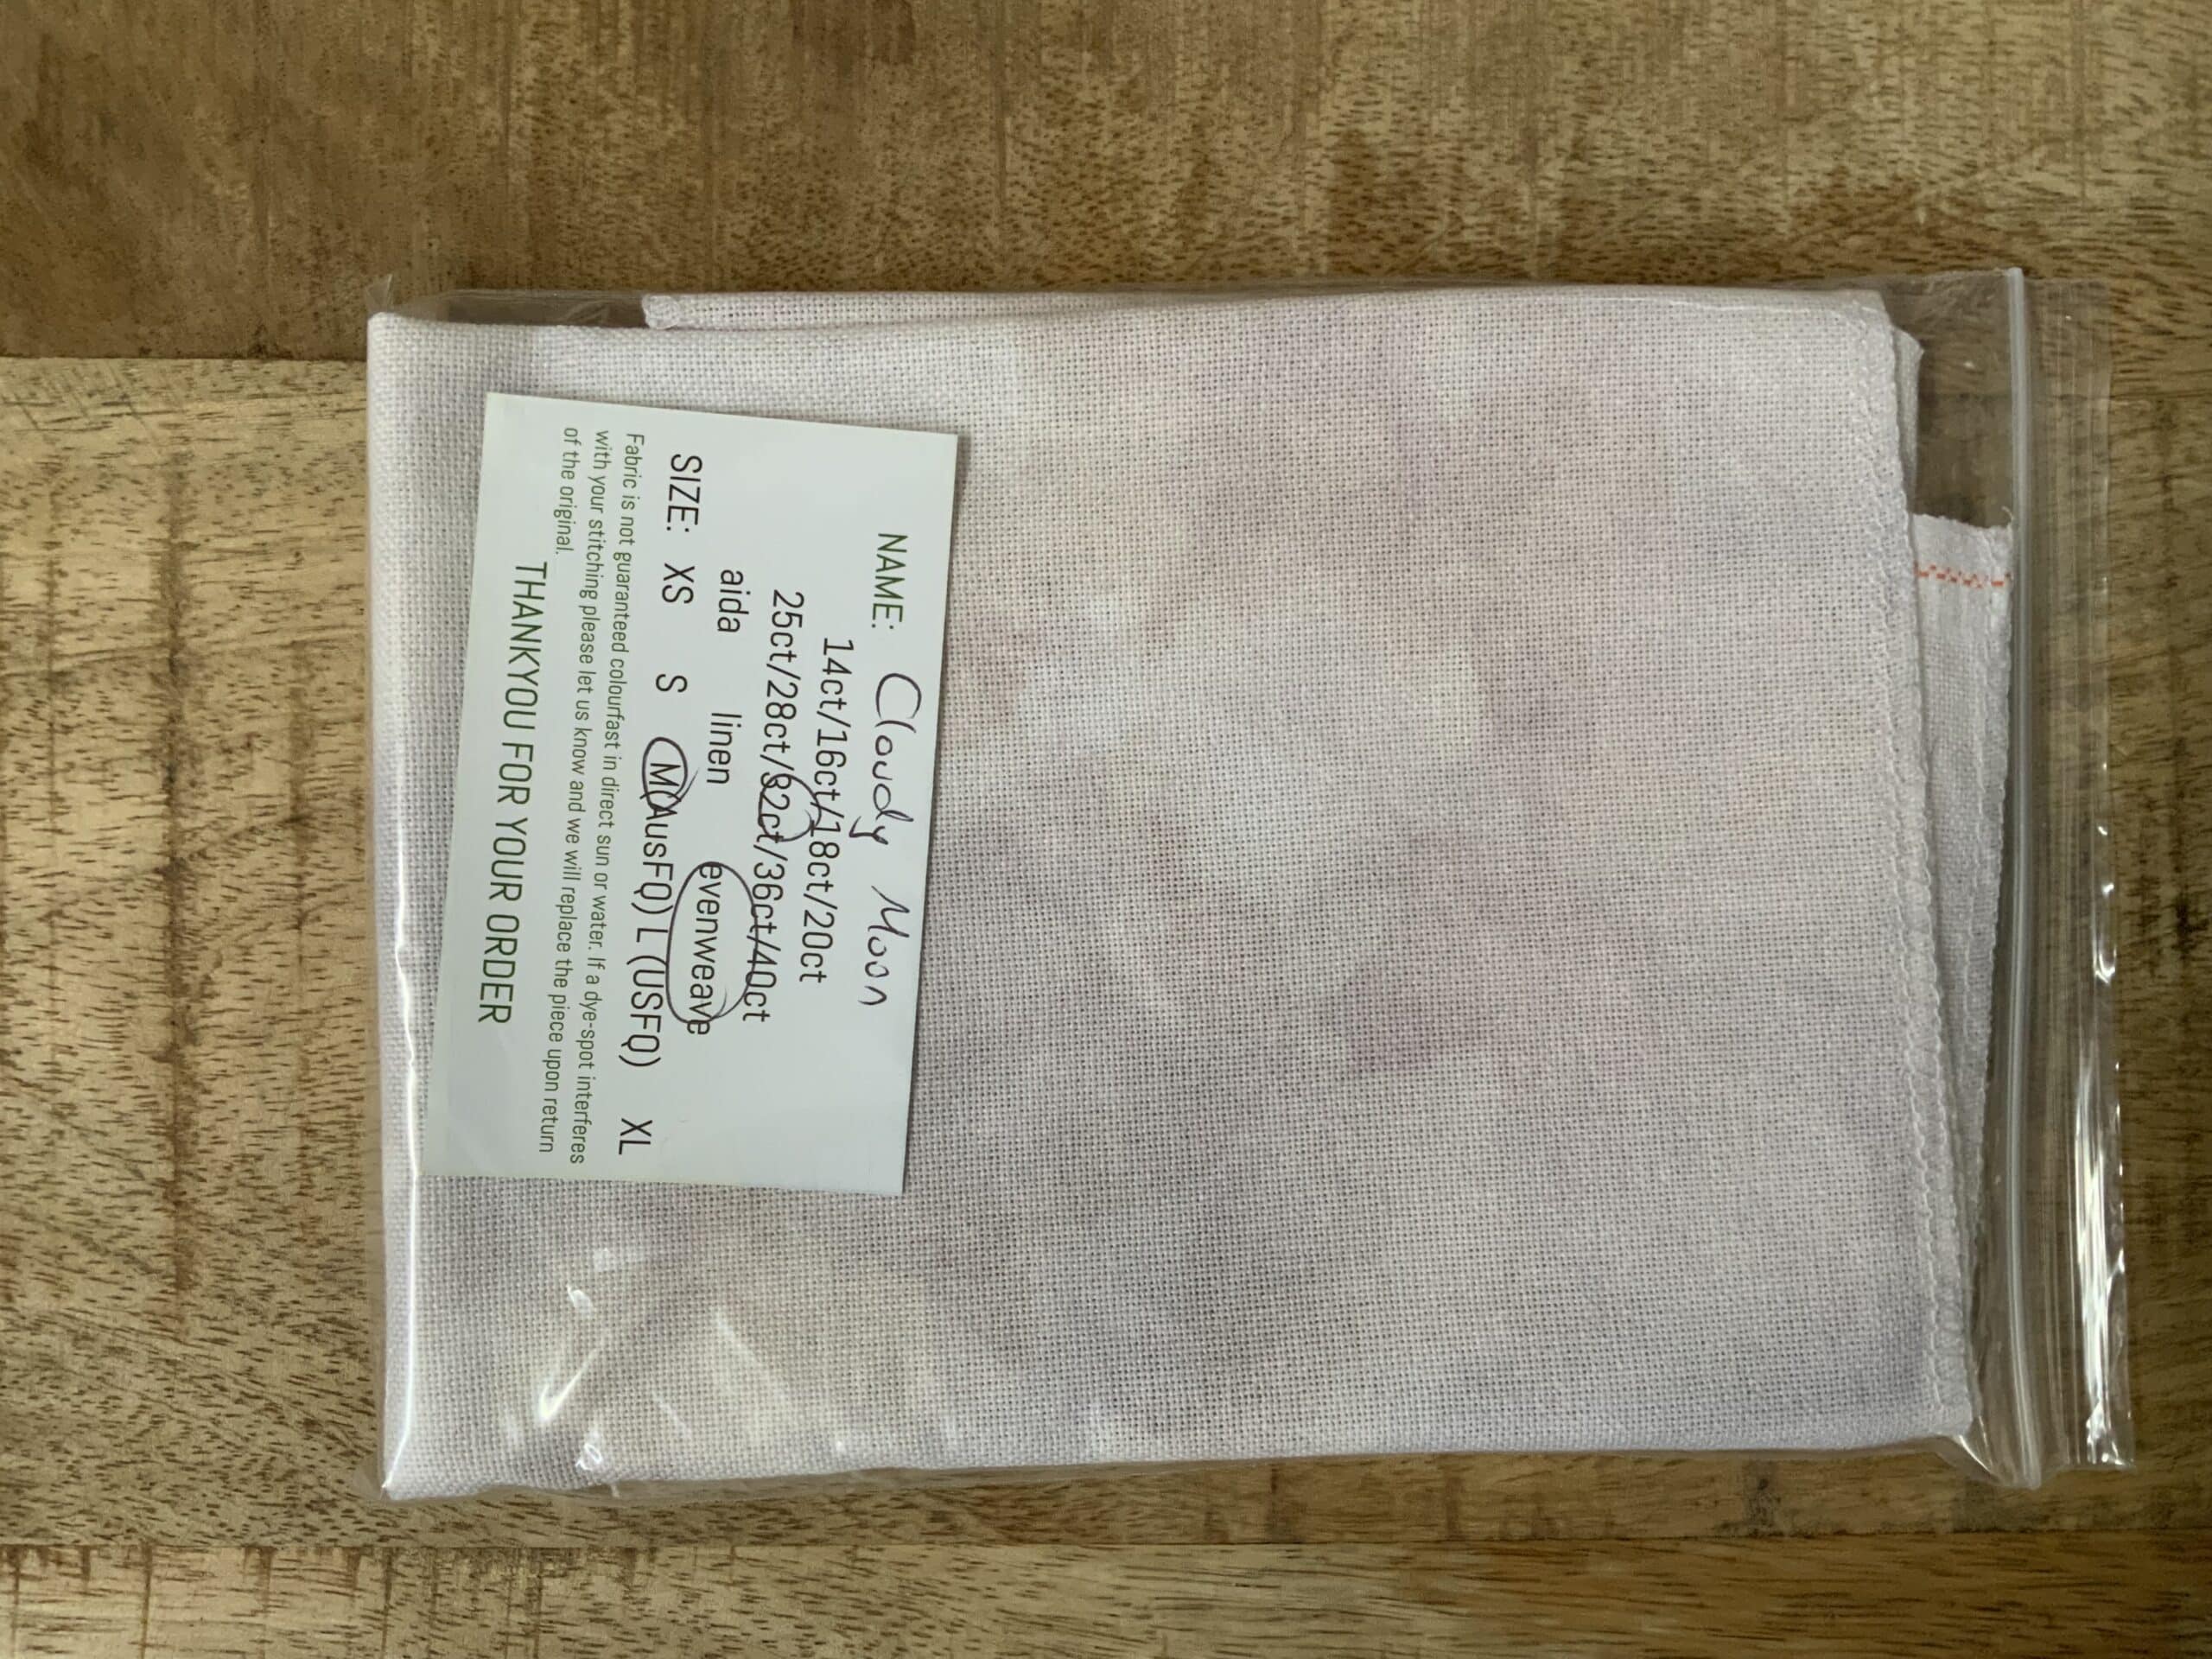 NAME: Cloudy Moon
14ct/16ct/18ct/20ct
25ct/28ct/32ct/36ct/40ct
aida linen evenweave
SIZE: XS S M(AusFQ) L (USFQ) XL
Fabric is not guaranteed colourfast in direct sun or water. If a dye-spot interferes
with your stitching please let us know and we will replace the piece upon return
of the original.
THANKYOU FOR YOUR ORDER